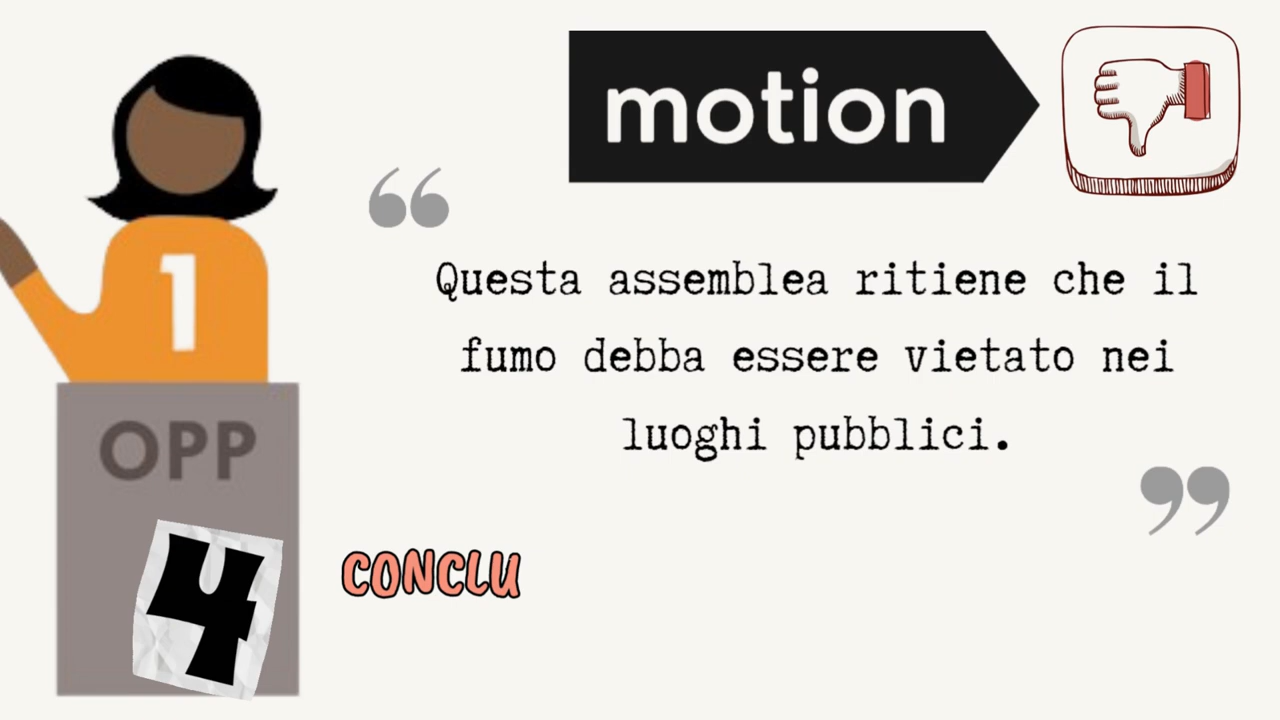 motion
1
“
Questa assemblea ritiene che il
fumo debba essere vietato nei
luoghi pubblici.
”
OPP
4
CONCLU